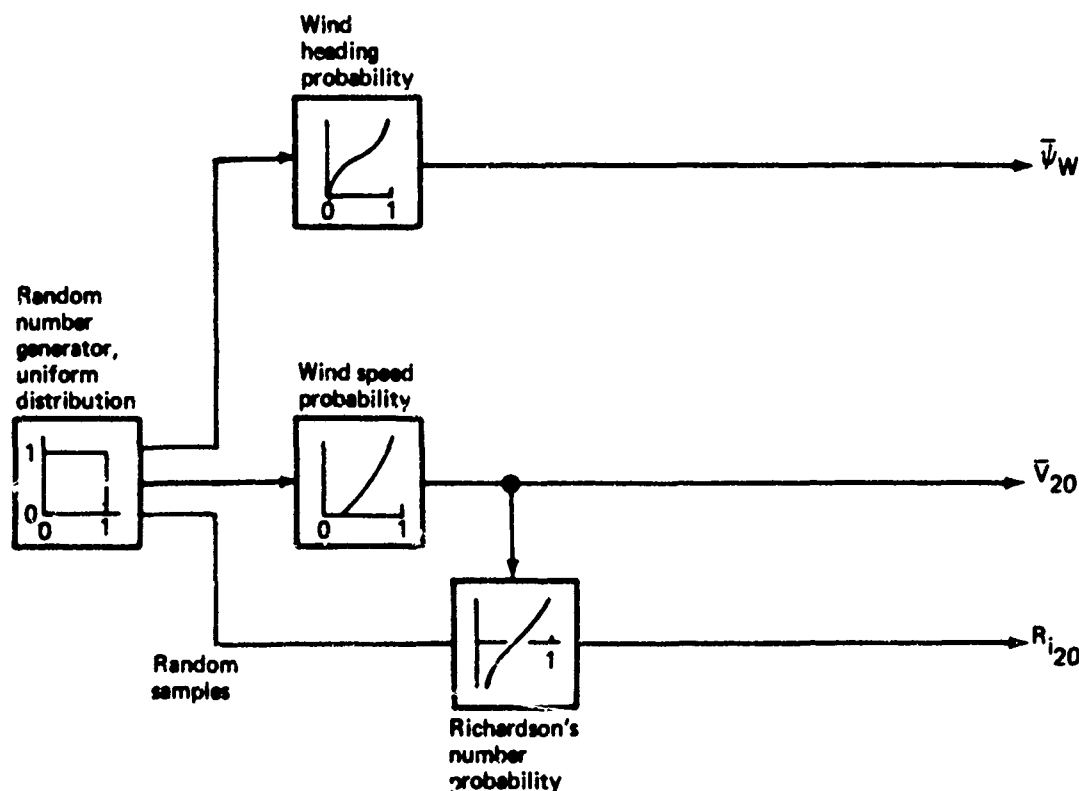 Wind
heading
probability
0 1
ψ̅W
Random
number
generator,
uniform
distribution
1
0
0 1
Wind speed
probability
0 1
V̅20
1
Ri20
Random
samples
Richardson's
number
probability